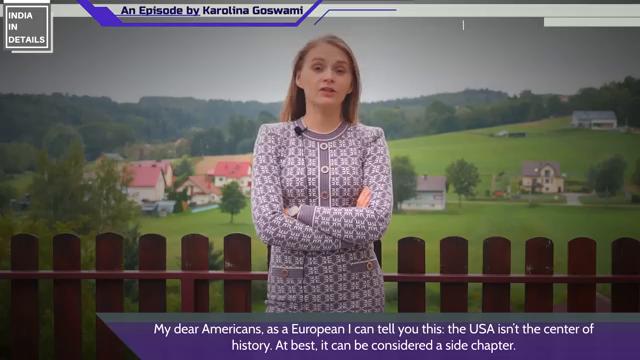 INDIA
IN
DETAILS
An Episode by Karolina Goswami
My dear Americans, as a European I can tell you this: the USA isn't the center of
history. At best, it can be considered a side chapter.